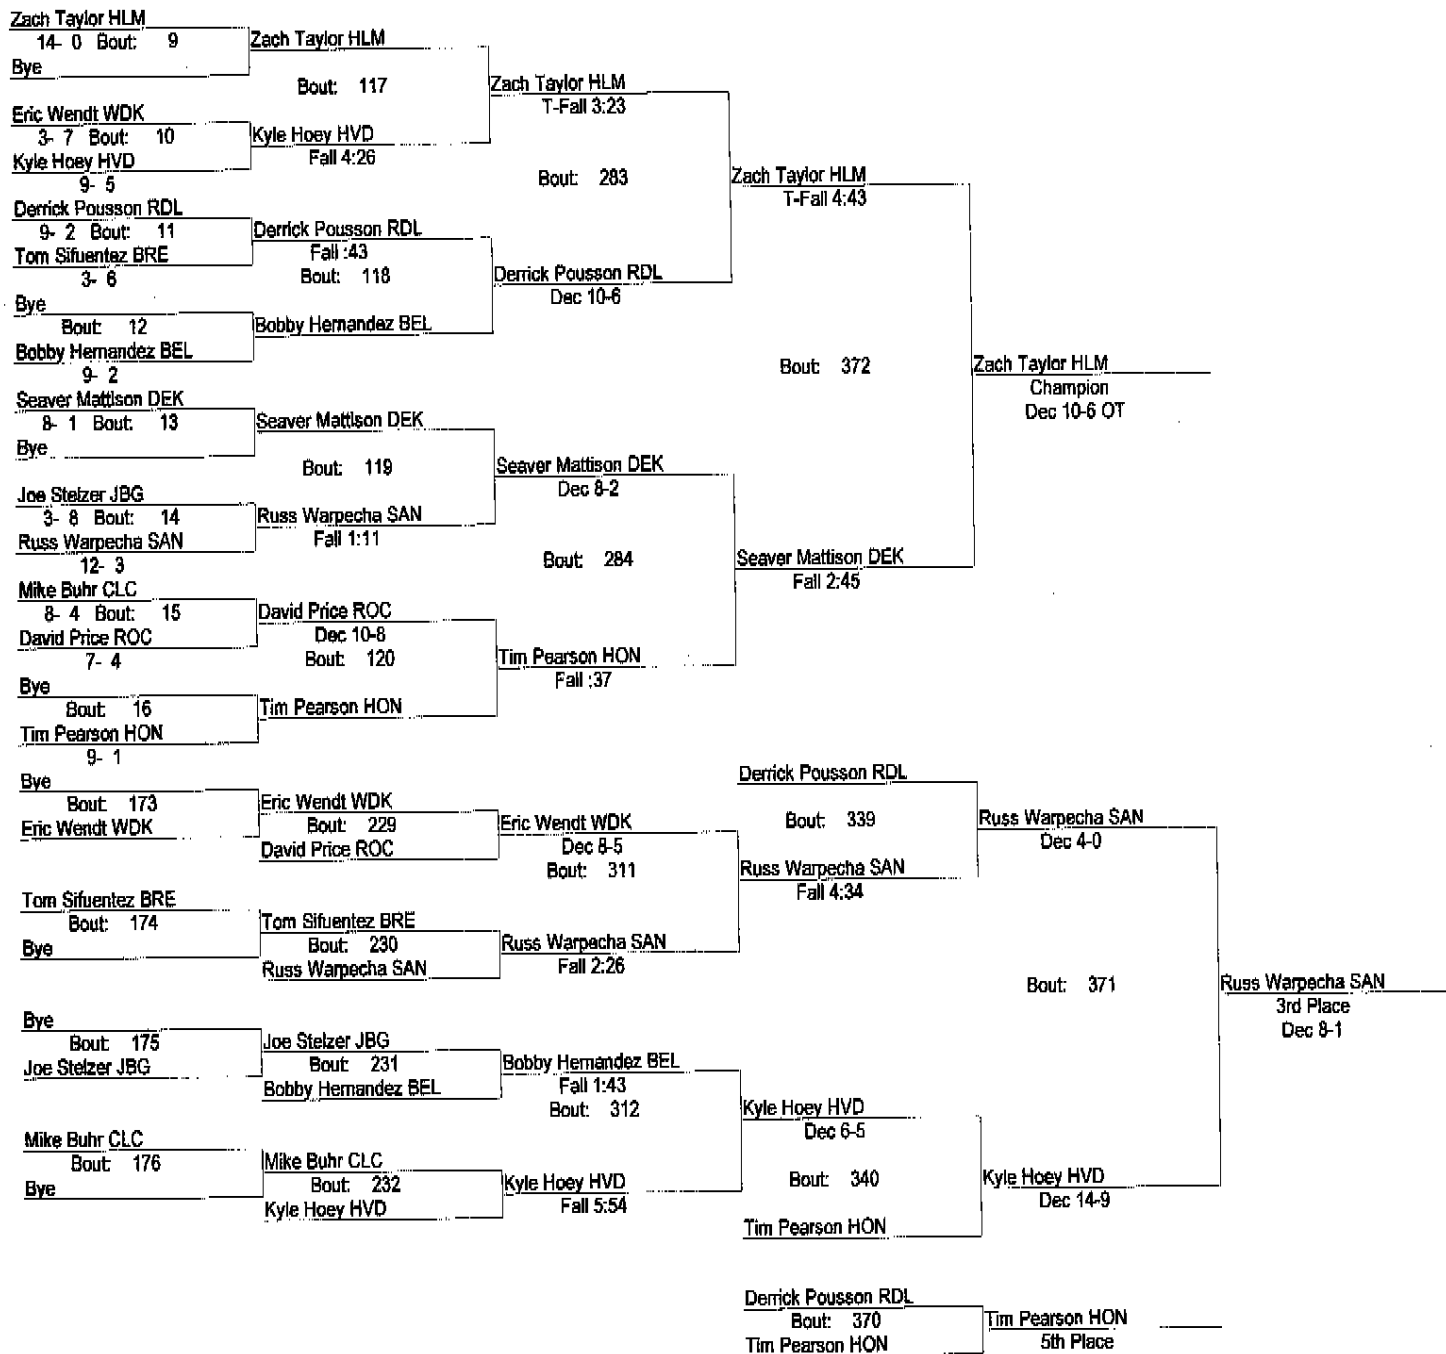 Zach Taylor HLM
14- 0 Bout: 9
Bye
Zach Taylor HLM
Bout: 117
Eric Wendt WDK
3- 7 Bout: 10
Kyle Hoey HVD
9- 5
Kyle Hoey HVD
Fall 4:26
Zach Taylor HLM
T-Fall 3:23
Bout: 283
Derrick Pousson RDL
9- 2 Bout: 11
Tom Sifuentez BRE
3- 6
Derrick Pousson RDL
Fall :43
Bout: 118
Bye
Bout: 12
Bobby Hernandez BEL
9- 2
Bobby Hernandez BEL
Derrick Pousson RDL
Dec 10-6
Zach Taylor HLM
T-Fall 4:43
Bout: 372
Zach Taylor HLM
Champion
Dec 10-6 OT
Seaver Mattison DEK
8- 1 Bout: 13
Bye
Seaver Mattison DEK
Bout: 119
Joe Stelzer JBG
3- 8 Bout: 14
Russ Warpecha SAN
12- 3
Russ Warpecha SAN
Fall 1:11
Seaver Mattison DEK
Dec 8-2
Bout: 284
Mike Buhr CLC
8- 4 Bout: 15
David Price ROC
7- 4
David Price ROC
Dec 10-8
Bout: 120
Bye
Bout: 16
Tim Pearson HON
9- 1
Tim Pearson HON
Tim Pearson HON
Fall :37
Seaver Mattison DEK
Fall 2:45
Bye
Bout: 173
Eric Wendt WDK
Eric Wendt WDK
Bout: 229
David Price ROC
Eric Wendt WDK
Dec 8-5
Bout: 311
Tom Sifuentez BRE
Bout: 174
Bye
Tom Sifuentez BRE
Bout: 230
Russ Warpecha SAN
Russ Warpecha SAN
Fall 2:26
Derrick Pousson RDL
Bout: 339
Russ Warpecha SAN
Fall 4:34
Russ Warpecha SAN
Dec 4-0
Bout: 371
Russ Warpecha SAN
3rd Place
Dec 8-1
Bye
Bout: 175
Joe Stelzer JBG
Joe Stelzer JBG
Bout: 231
Bobby Hernandez BEL
Bobby Hernandez BEL
Fall 1:43
Bout: 312
Mike Buhr CLC
Bout: 176
Bye
Mike Buhr CLC
Bout: 232
Kyle Hoey HVD
Kyle Hoey HVD
Fall 5:54
Kyle Hoey HVD
Dec 6-5
Bout: 340
Tim Pearson HON
Kyle Hoey HVD
Dec 14-9
Derrick Pousson RDL
Bout: 370
Tim Pearson HON
Tim Pearson HON
5th Place